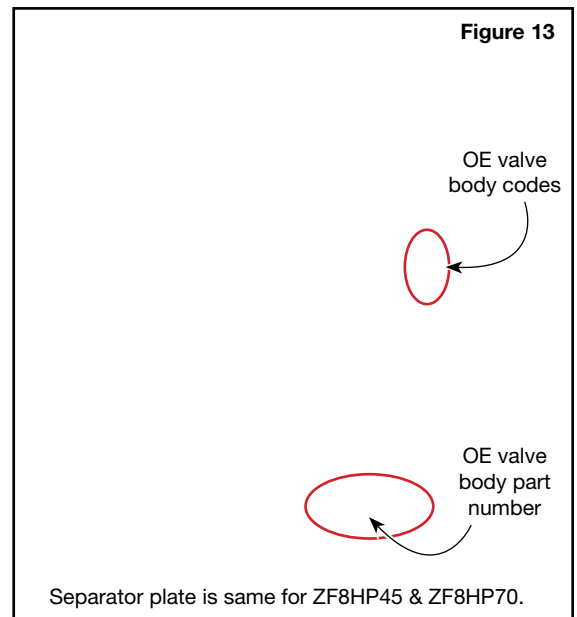 Figure 13
OE valve
body codes
OE valve
body part
number
Separator plate is same for ZF8HP45 & ZF8HP70.